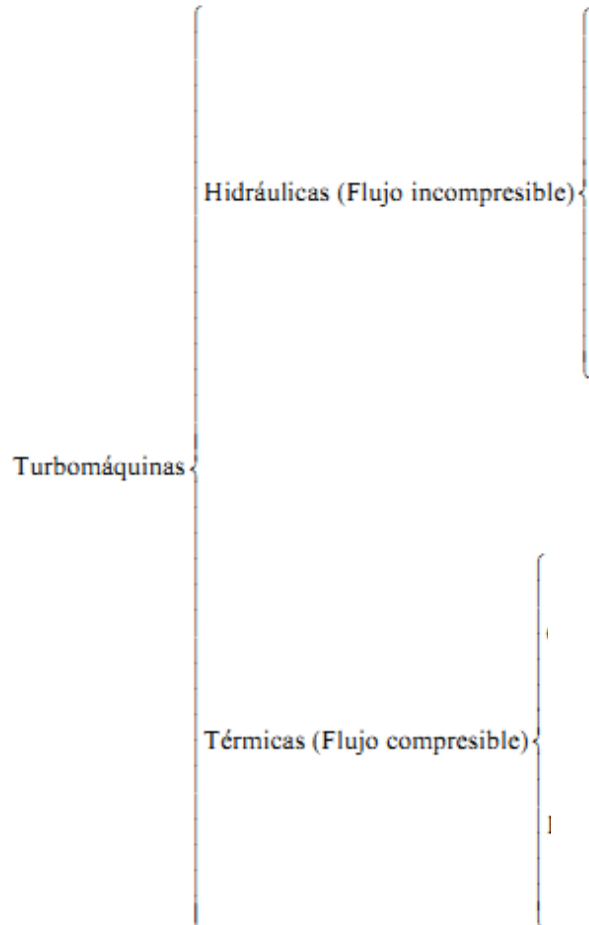 Hidráulicas (Flujo incompresible)
Turbomáquinas
Térmicas (Flujo compresible)